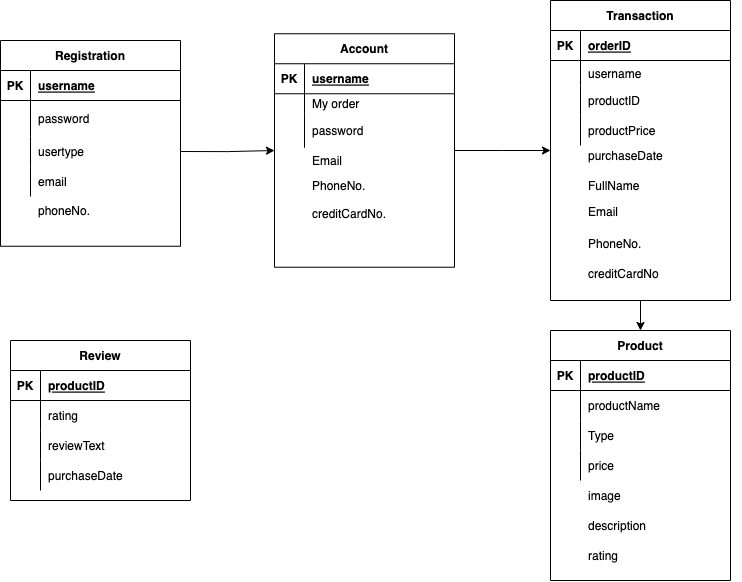 Registration
PK username
password
usertype
email
phoneNo.
Account
PK username
My order
password
Email
PhoneNo.
creditCardNo.
Transaction
PK orderID
username
productID
productPrice
purchaseDate
FullName
Email
PhoneNo.
creditCardNo
Review
PK productID
rating
reviewText
purchaseDate
Product
PK productID
productName
Type
price
image
description
rating